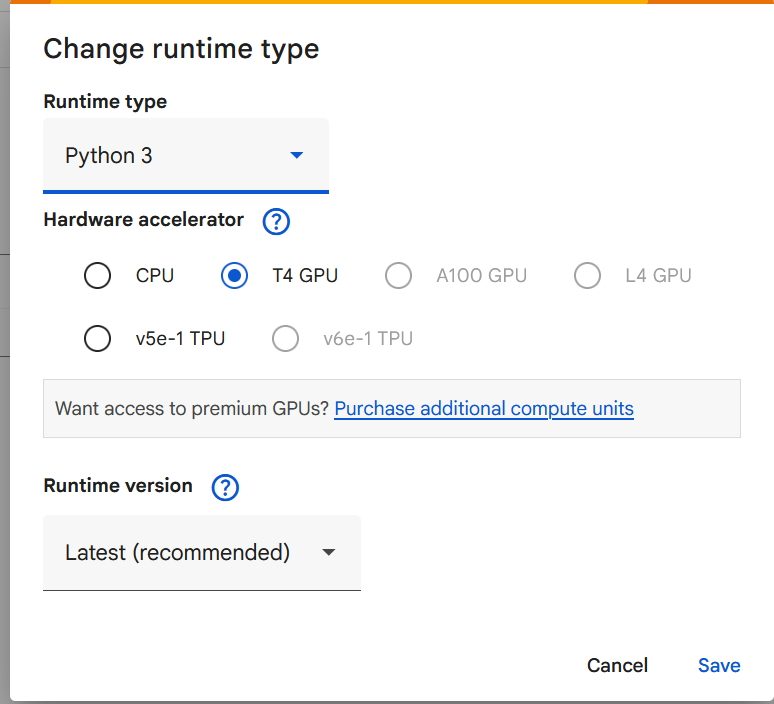 Change runtime type
Runtime type
Python 3
Hardware accelerator ?
CPU T4 GPU A100 GPU L4 GPU
v5e-1 TPU v6e-1 TPU
Want access to premium GPUs? Purchase additional compute units
Runtime version ?
Latest (recommended)
Cancel Save